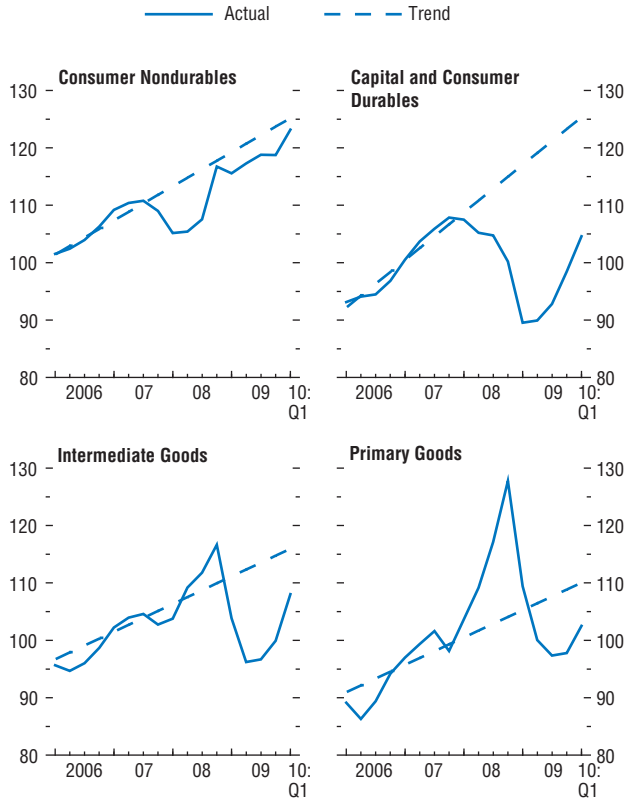 Actual Trend
Consumer Nondurables
130
120
110
100
90
80
2006 07 08 09 10:
Q1
Capital and Consumer
Durables
130
120
110
100
90
80
2006 07 08 09 10:
Q1
Intermediate Goods
130
120
110
100
90
80
2006 07 08 09 10:
Q1
Primary Goods
130
120
110
100
90
80
2006 07 08 09 10:
Q1